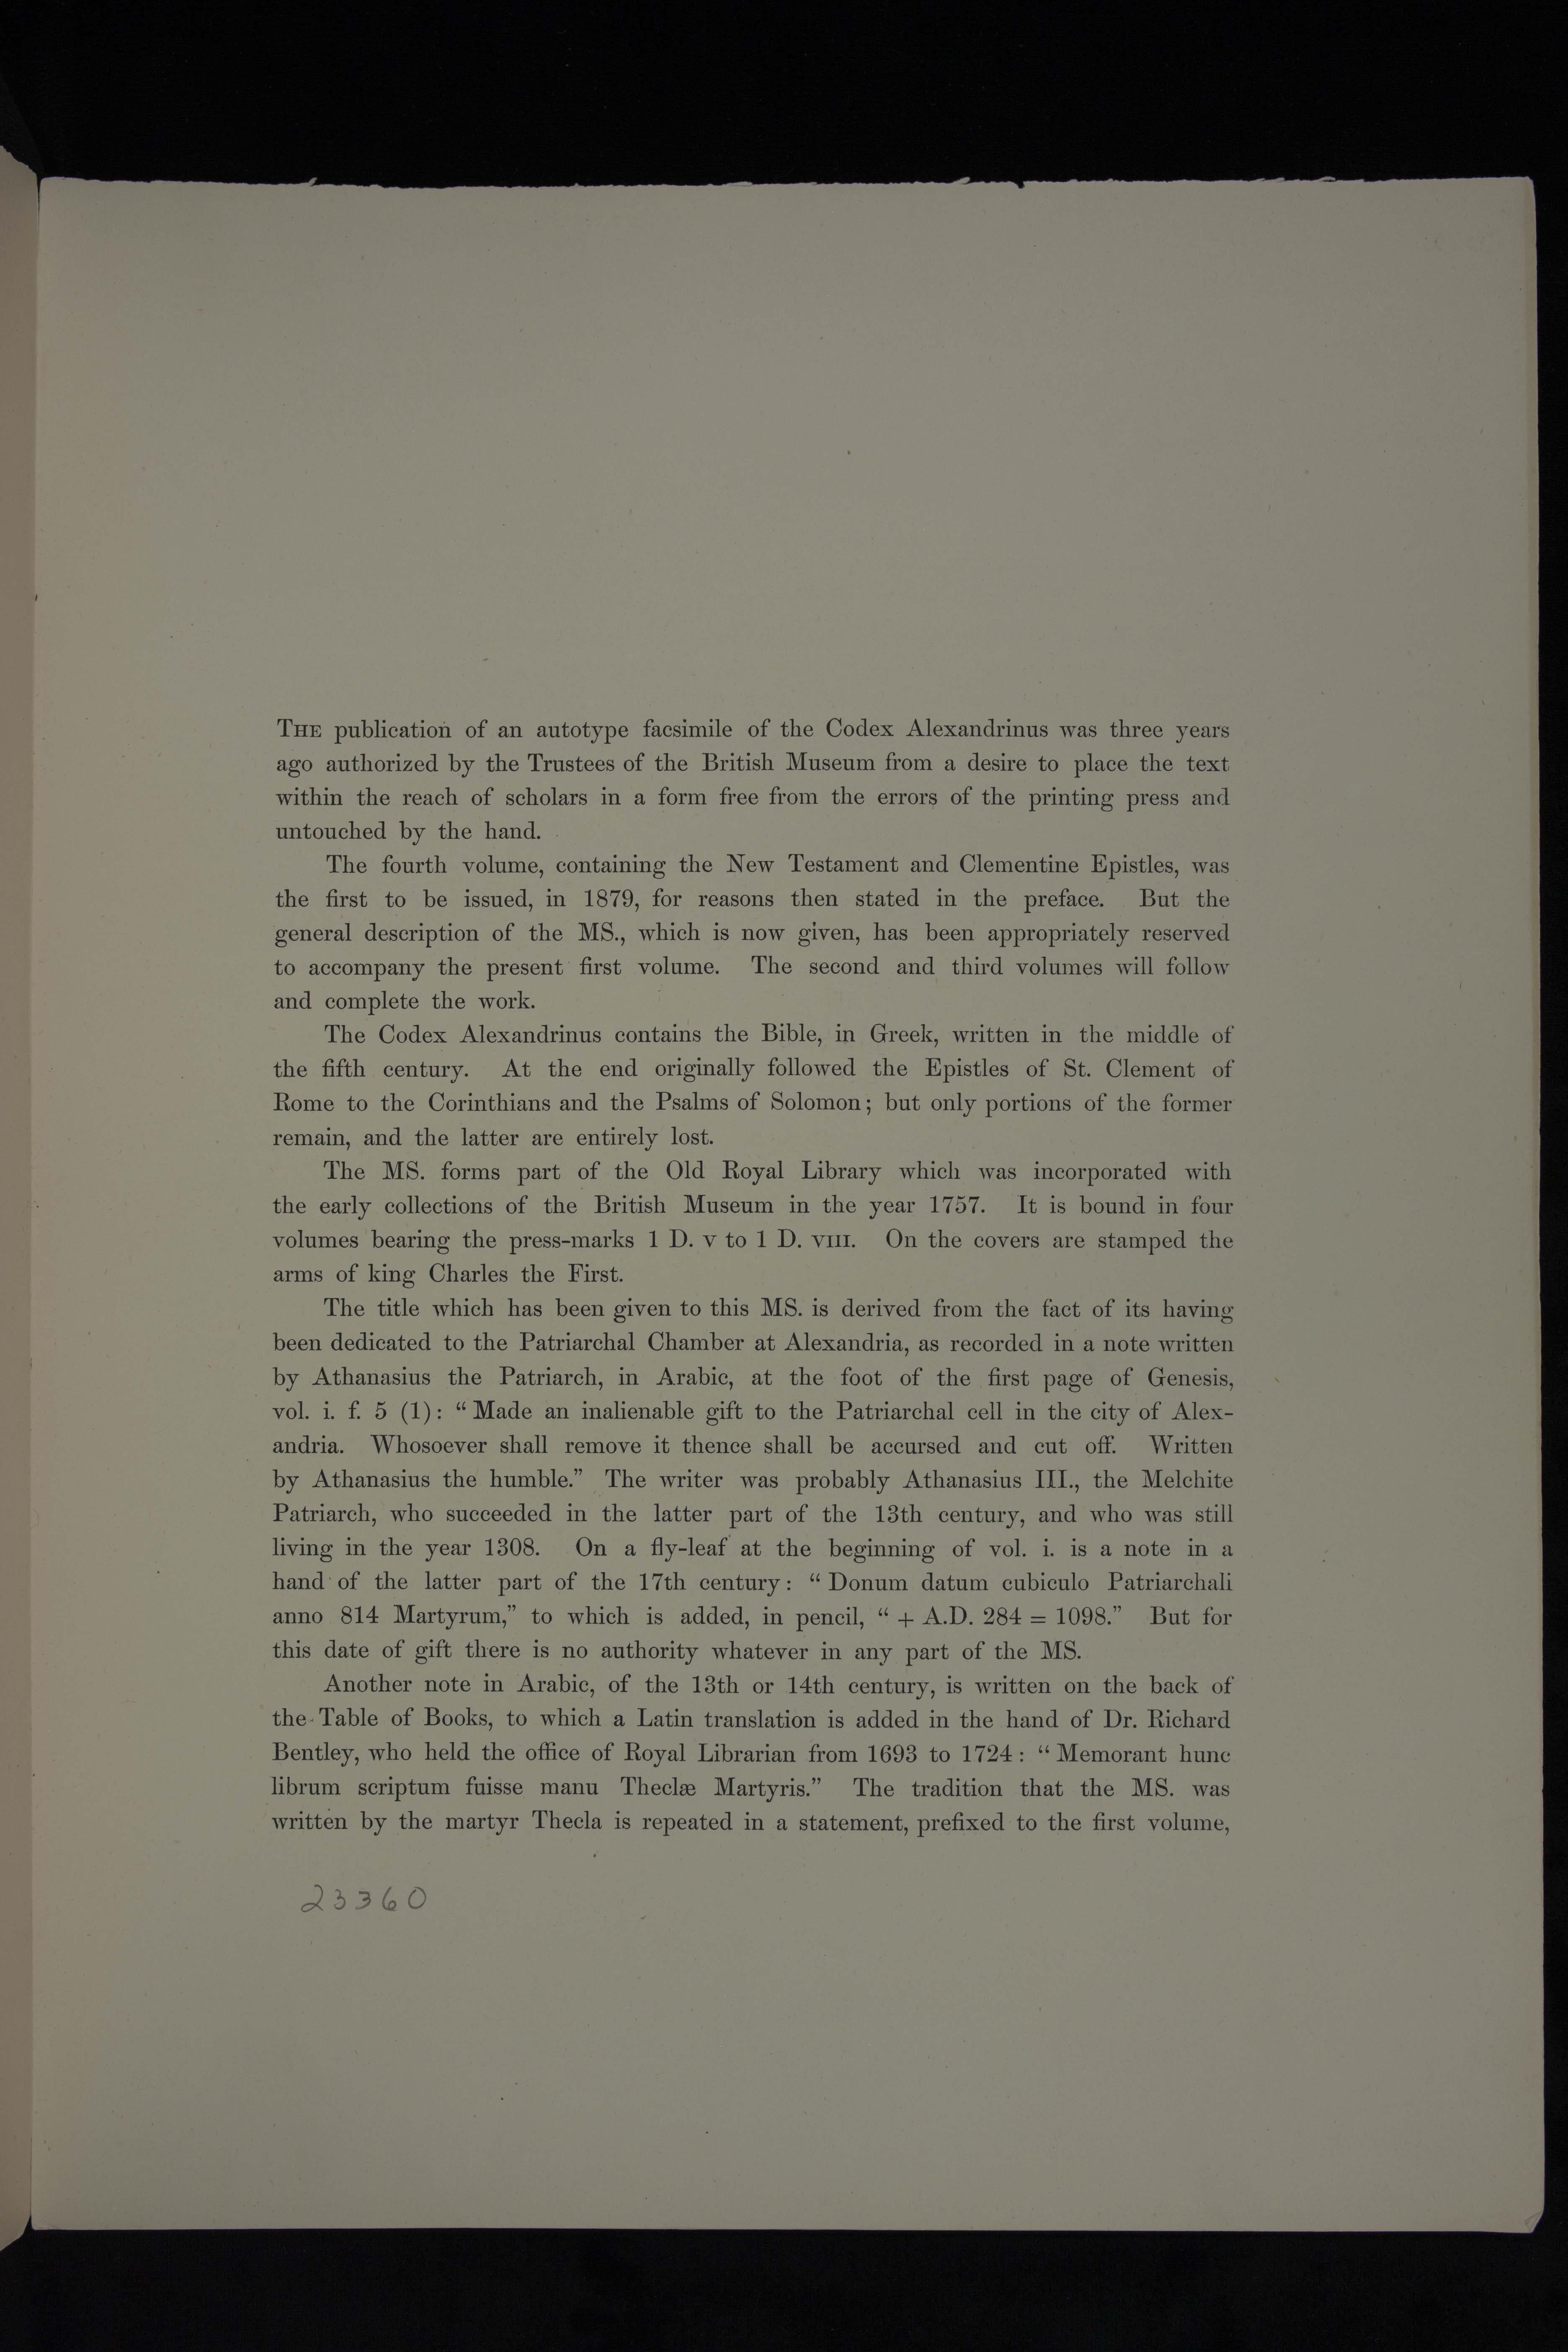 THE publication of an autotype facsimile of the Codex Alexandrinus was three years
ago authorized by the Trustees of the British Museum from a desire to place the text
within the reach of scholars in a form free from the errors of the printing press and
untouched by the hand.
The fourth volume, containing the New Testament and Clementine Epistles, was
the first to be issued, in 1879, for reasons then stated in the preface. But the
general description of the MS., which is now given, has been appropriately reserved
to accompany the present first volume. The second and third volumes will follow
and complete the work.
The Codex Alexandrinus contains the Bible, in Greek, written in the middle of
the fifth century. At the end originally followed the Epistles of St. Clement of
Rome to the Corinthians and the Psalms of Solomon; but only portions of the former
remain, and the latter are entirely lost.
The MS. forms part of the Old Royal Library which was incorporated with
the early collections of the British Museum in the year 1757. It is bound in four
volumes bearing the press-marks 1 D. V to 1 D. VIII. On the covers are stamped the
arms of king Charles the First.
The title which has been given to this MS. is derived from the fact of its having
been dedicated to the Patriarchal Chamber at Alexandria, as recorded in a note written
by Athanasius the Patriarch, in Arabic, at the foot of the first page of Genesis,
vol. i. f. 5 (1): “Made an inalienable gift to the Patriarchal cell in the city of Alex-
andria. Whosoever shall remove it thence shall be accursed and cut off. Written
by Athanasius the humble.” The writer was probably Athanasius III., the Melchite
Patriarch, who succeeded in the latter part of the 13th century, and who was still
living in the year 1308. On a fly-leaf at the beginning of vol. i. is a note in a
hand of the latter part of the 17th century: “Donum datum cubiculo Patriarchali
anno 814 Martyrum,” to which is added, in pencil, “+ A.D. 284 = 1098.” But for
this date of gift there is no authority whatever in any part of the MS.
Another note in Arabic, of the 13th or 14th century, is written on the back of
the Table of Books, to which a Latin translation is added in the hand of Dr. Richard
Bentley, who held the office of Royal Librarian from 1693 to 1724: “Memorant hunc
librum scriptum fuisse manu Theclæ Martyris.” The tradition that the MS. was
written by the martyr Thecla is repeated in a statement, prefixed to the first volume,
23360